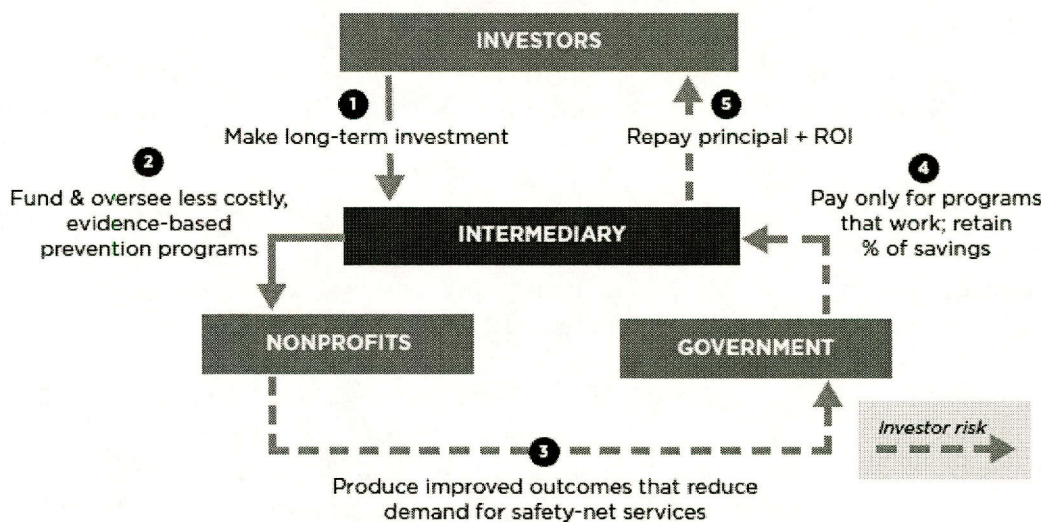 INVESTORS
1
Make long-term investment
5
Repay principal + ROI
2
Fund & oversee less costly,
evidence-based
prevention programs
4
Pay only for programs
that work; retain
% of savings
INTERMEDIARY
NONPROFITS
GOVERNMENT
Investor risk
3
Produce improved outcomes that reduce
demand for safety-net services